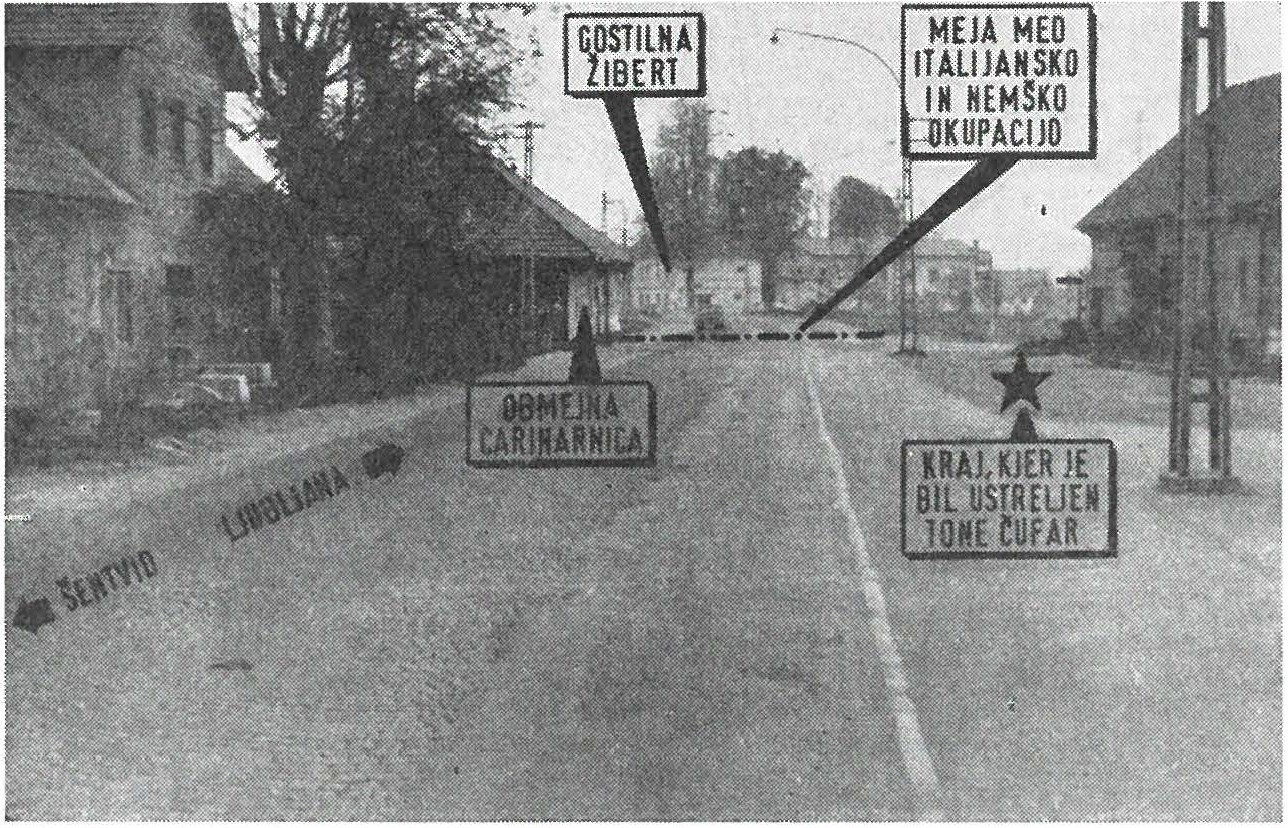 GOSTILNA
ŽIBERT
MEJA MED
ITALIJANSKO
IN NEMŠKO
OKUPACIJO
OBMEJNA
CARINARNICA
KRAJ, KJER JE
BIL USTRELJEN
TONE ČUFAR
LJUBLJANA
ŠENTVID